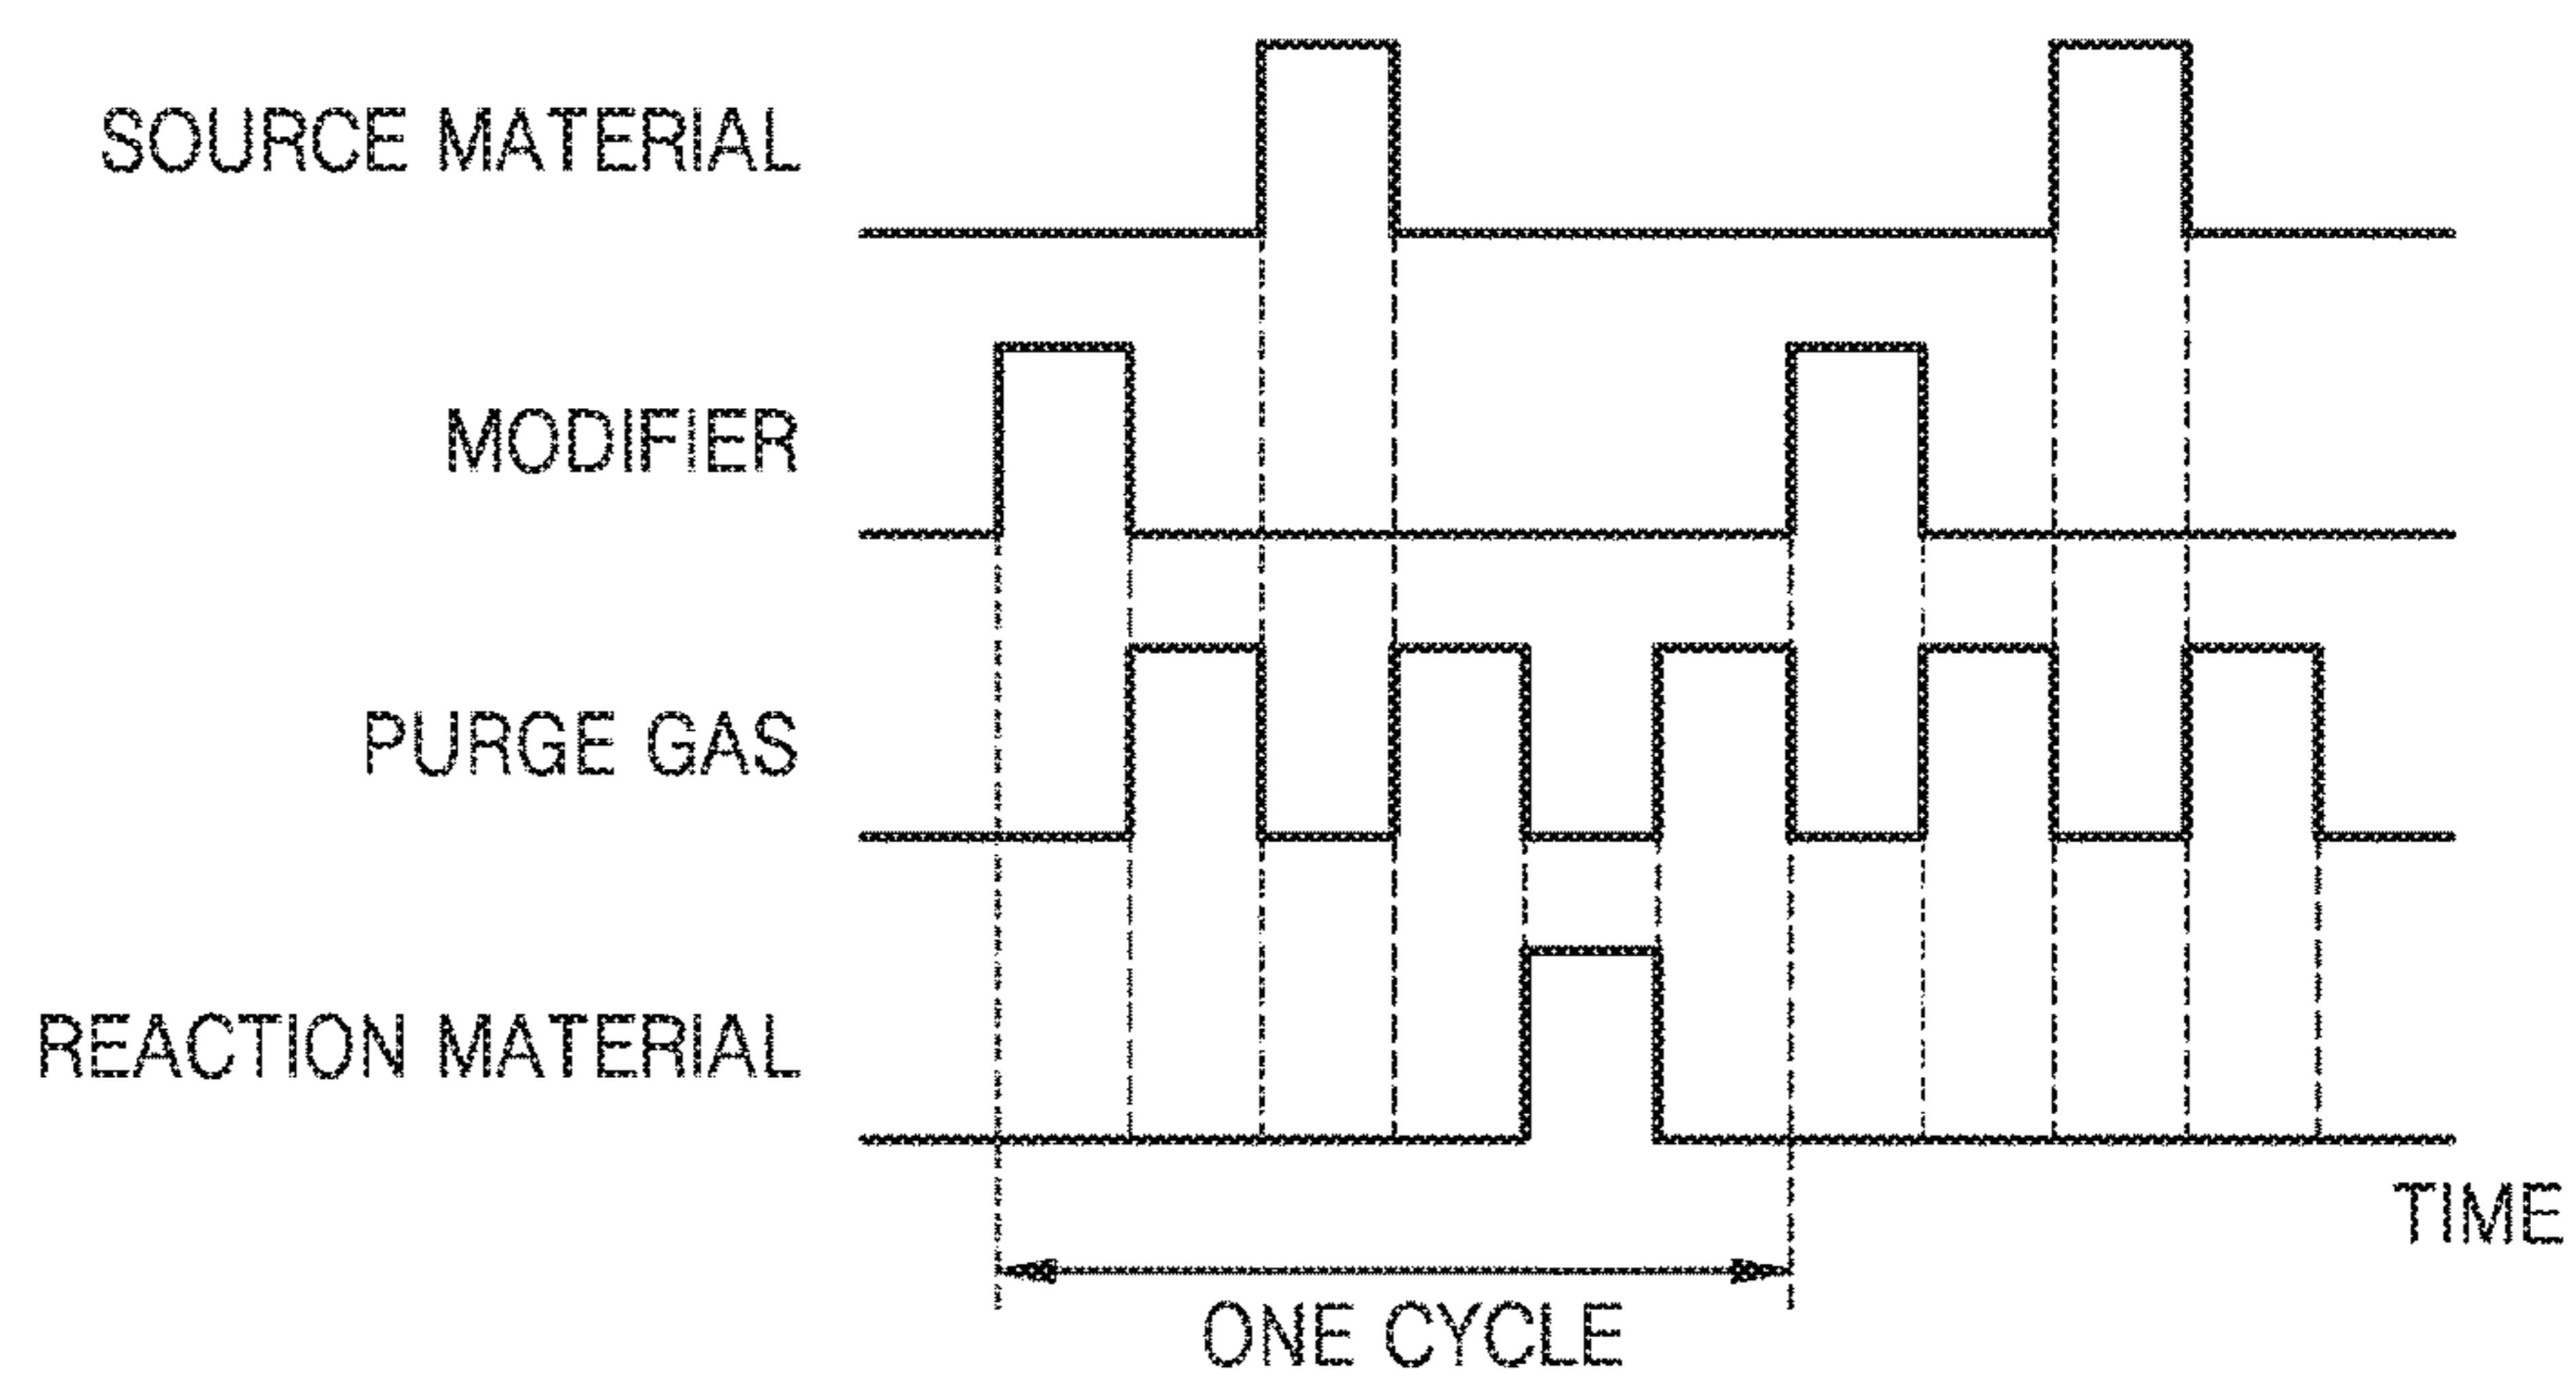 SOURCE MATERIAL
MODIFIER
PURGE GAS
REACTION MATERIAL
TIME
ONE CYCLE